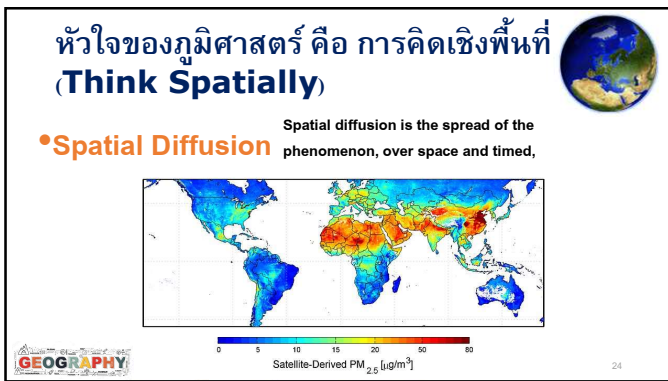 หัวใจของภูมิศาสตร์ คือ การคิดเชิงพื้นที่
(Think Spatially)
•Spatial Diffusion
Spatial diffusion is the spread of the
phenomenon, over space and timed,
0 5 10 15 20 50 80
Satellite-Derived PM 2.5 [µg/m³]
GEOGRAPHY
24